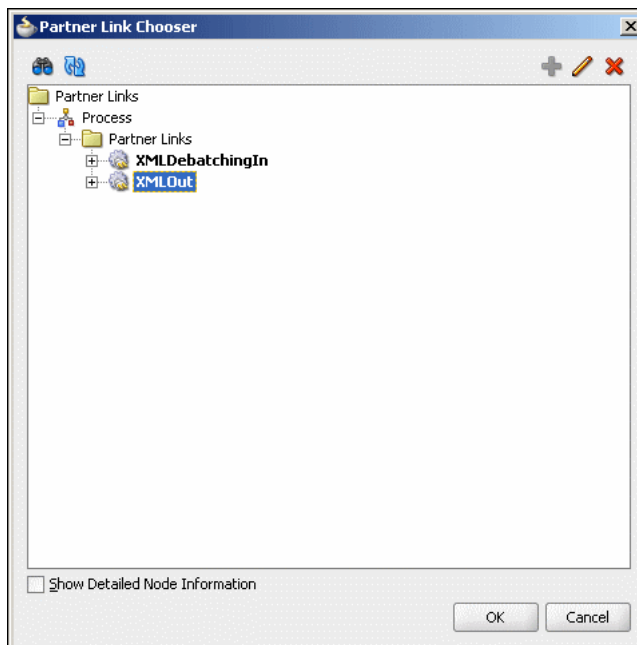 Partner Link Chooser
Partner Links
Process
Partner Links
XMLDebatchingIn
XMLOut
Show Detailed Node Information
OK Cancel